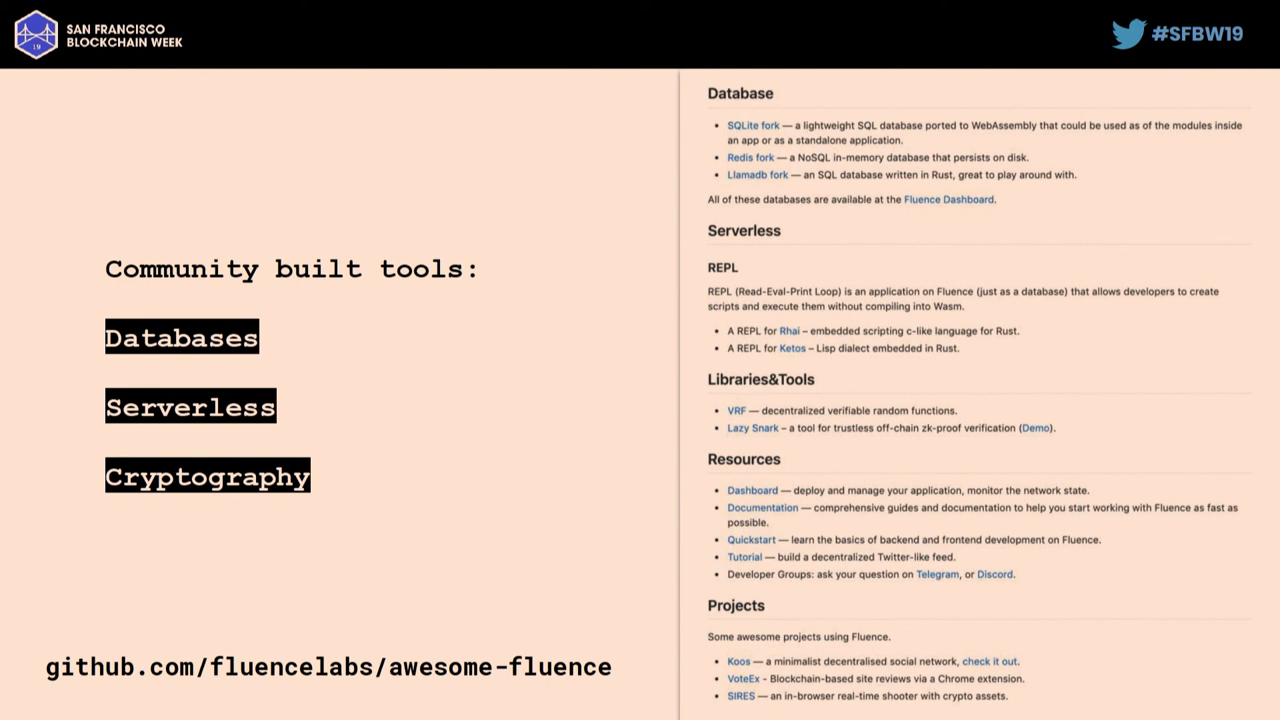 SAN FRANCISCO
BLOCKCHAIN WEEK
19
#SFBW19
Community built tools:
Databases
Serverless
Cryptography
github.com/fluencelabs/awesome-fluence
Database
• SQLite fork — a lightweight SQL database ported to WebAssembly that could be used as of the modules inside
an app or as a standalone application.
• Redis fork — a NoSQL in-memory database that persists on disk.
• Llamadb fork — an SQL database written in Rust, great to play around with.
All of these databases are available at the Fluence Dashboard.
Serverless
REPL
REPL (Read-Eval-Print Loop) is an application on Fluence (just as a database) that allows developers to create
scripts and execute them without compiling into Wasm.
• A REPL for Rhai – embedded scripting c-like language for Rust.
• A REPL for Ketos – Lisp dialect embedded in Rust.
Libraries&Tools
• VRF — decentralized verifiable random functions.
• Lazy Snark – a tool for trustless off-chain zk-proof verification (Demo).
Resources
• Dashboard — deploy and manage your application, monitor the network state.
• Documentation — comprehensive guides and documentation to help you start working with Fluence as fast as
possible.
• Quickstart — learn the basics of backend and frontend development on Fluence.
• Tutorial — build a decentralized Twitter-like feed.
• Developer Groups: ask your question on Telegram, or Discord.
Projects
Some awesome projects using Fluence.
• Koos — a minimalist decentralised social network, check it out.
• VoteEx - Blockchain-based site reviews via a Chrome extension.
• SIRES — an in-browser real-time shooter with crypto assets.